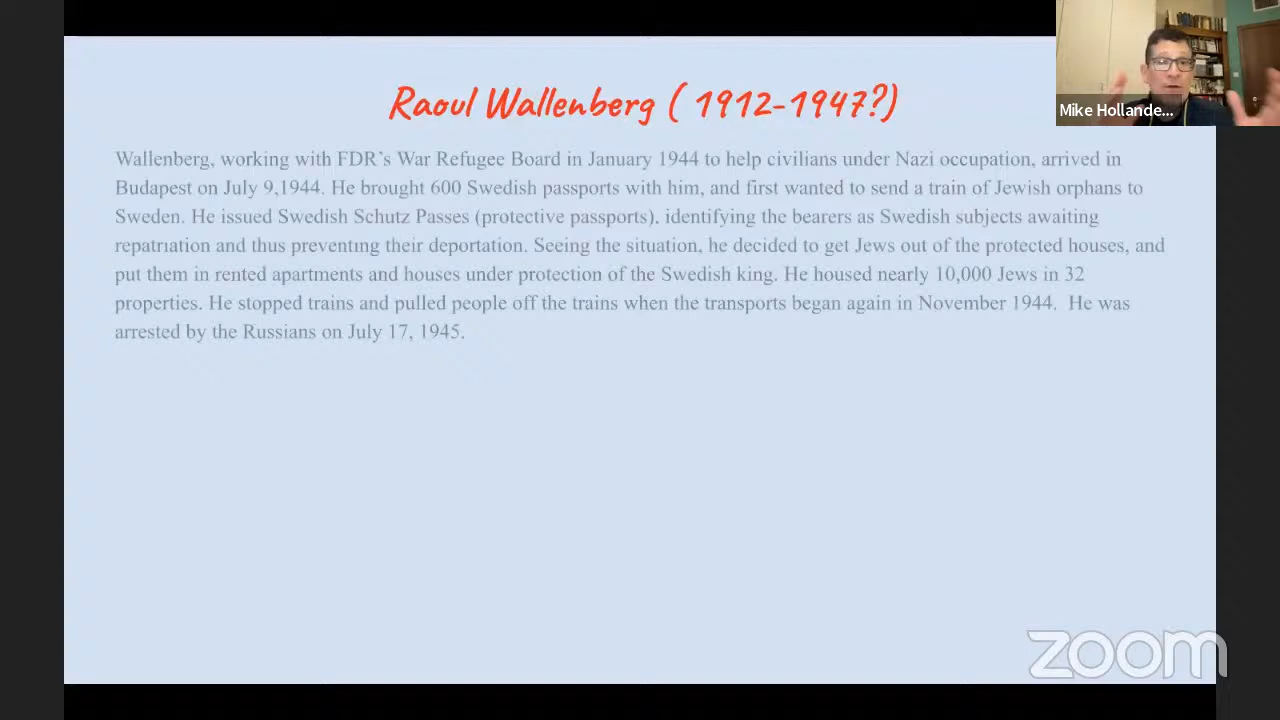 Raoul Wallenberg ( 1912-1947?)
Mike Hollande...
Wallenberg, working with FDR's War Refugee Board in January 1944 to help civilians under Nazi occupation, arrived in
Budapest on July 9,1944. He brought 600 Swedish passports with him, and first wanted to send a train of Jewish orphans to
Sweden. He issued Swedish Schutz Passes (protective passports), identifying the bearers as Swedish subjects awaiting
repatriation and thus preventing their deportation. Seeing the situation, he decided to get Jews out of the protected houses, and
put them in rented apartments and houses under protection of the Swedish king. He housed nearly 10,000 Jews in 32
properties. He stopped trains and pulled people off the trains when the transports began again in November 1944.  He was
arrested by the Russians on July 17, 1945.
zoom